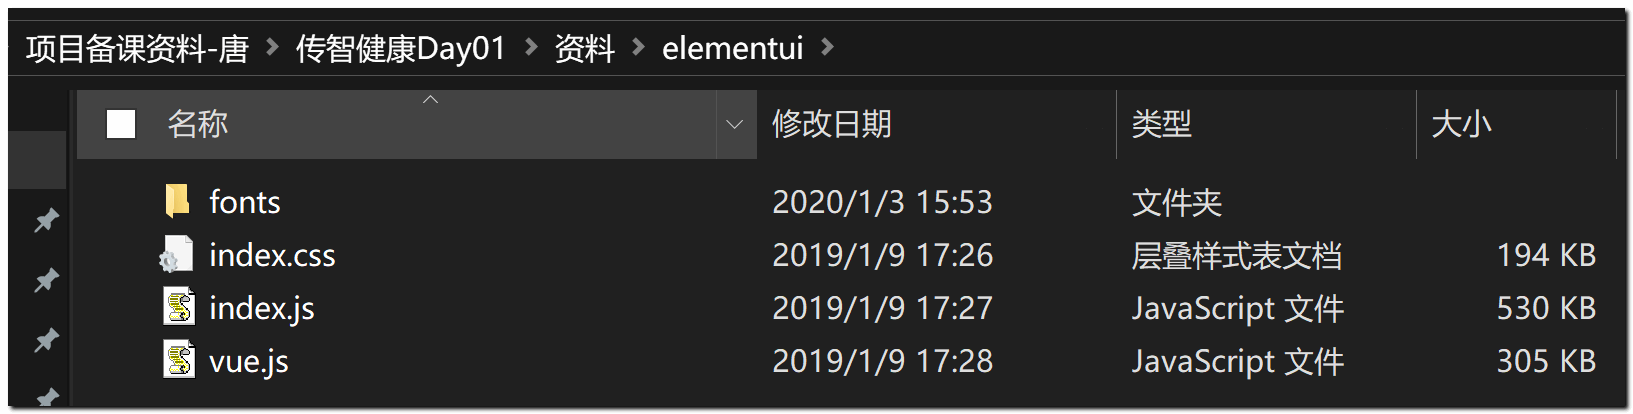 项目备课资料-唐 > 传智健康Day01 > 资料 > elementui >
名称 修改日期 类型 大小
fonts 2020/1/3 15:53 文件夹
index.css 2019/1/9 17:26 层叠样式表文档 194 KB
index.js 2019/1/9 17:27 JavaScript 文件 530 KB
vue.js 2019/1/9 17:28 JavaScript 文件 305 KB